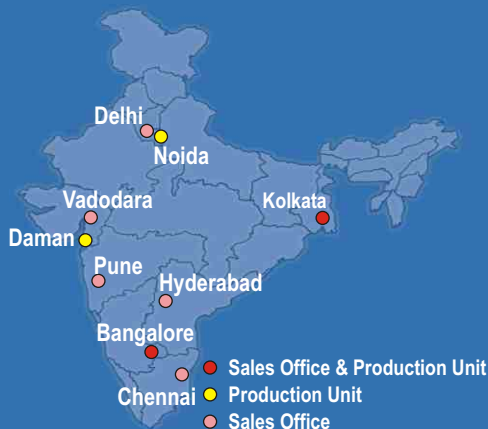 Delhi
Noida
Vadodara
Kolkata
Daman
Pune
Hyderabad
Bangalore
Sales Office & Production Unit
Chennai
Production Unit
Sales Office